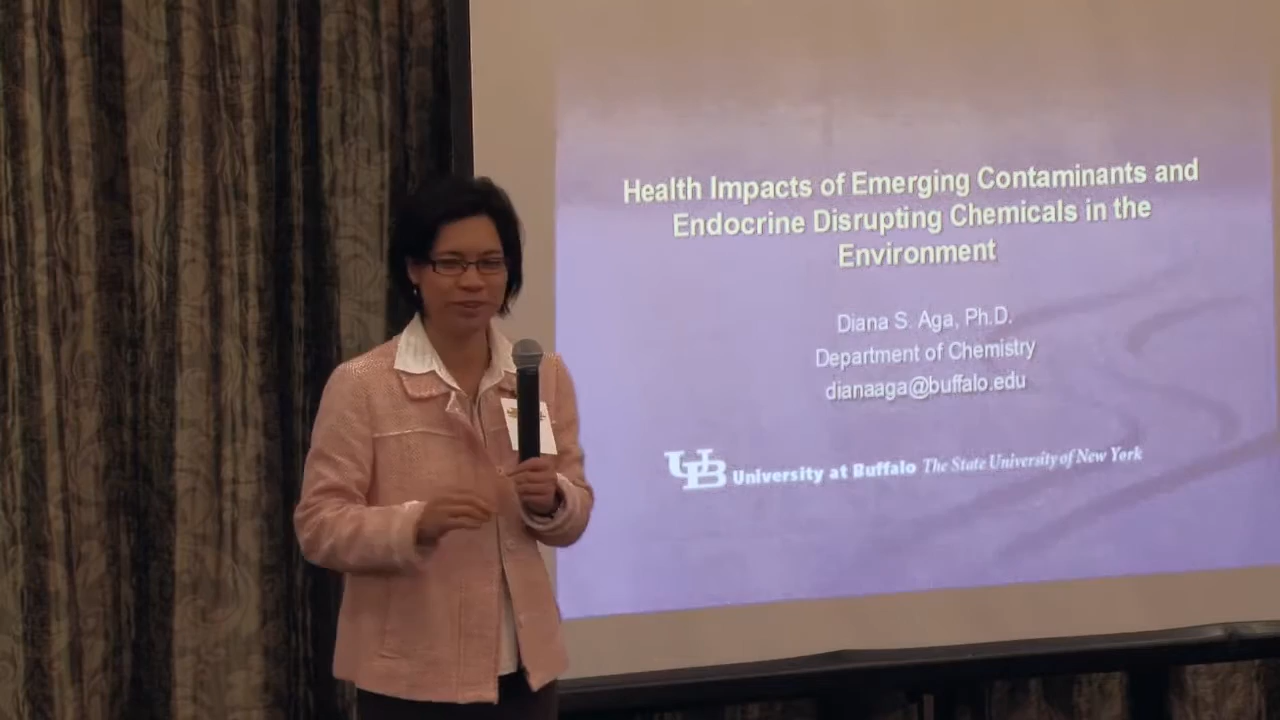 Health Impacts of Emerging Contaminants and
Endocrine Disrupting Chemicals in the
Environment
Diana S. Aga, Ph.D.
Department of Chemistry
dianaaga@buffalo.edu
UB University at Buffalo The State University of New York